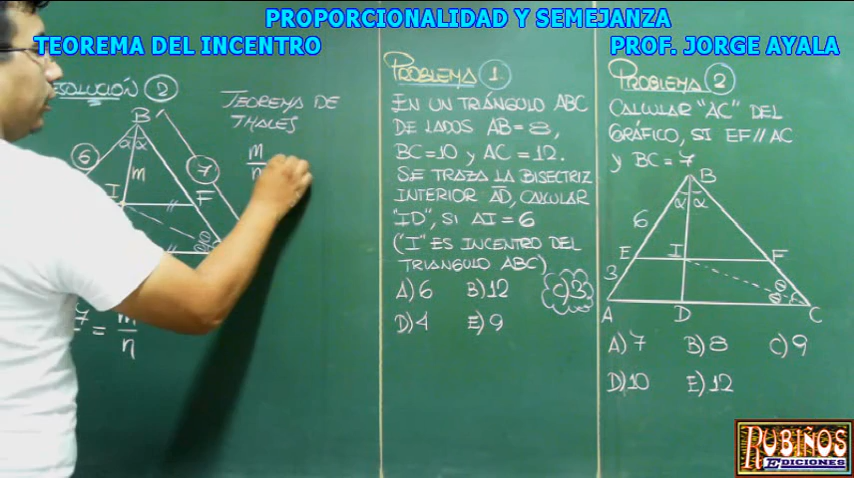 PROPORCIONALIDAD Y SEMEJANZA
TEOREMA DEL INCENTRO
PROF. JORGE AYALA
ESOLUCIÓN 2
B
6
α α
7
M
I
F
θ
θ
7 = M
n
TEOREMA DE
THALES
M
n
PROBLEMA 1
EN UN TRIÁNGULO ABC
DE LADOS AB=8,
BC=10 y AC=12.
SE TRAZA LA BISECTRIZ
INTERIOR AD, CALCULAR
"ID", SI AI=6
("I" ES INCENTRO DEL
TRIANGULO ABC)
A) 6 B) 12 C) 3
D) 4 E) 9
PROBLEMA 2
CALCULAR "AC" DEL
GRÁFICO, SI EF//AC
y BC=7
B
6
α α
E
I
F
3
θ
θ
A
D
C
A) 7 B) 8 C) 9
D) 10 E) 12
RUBIÑOS
EDICIONES